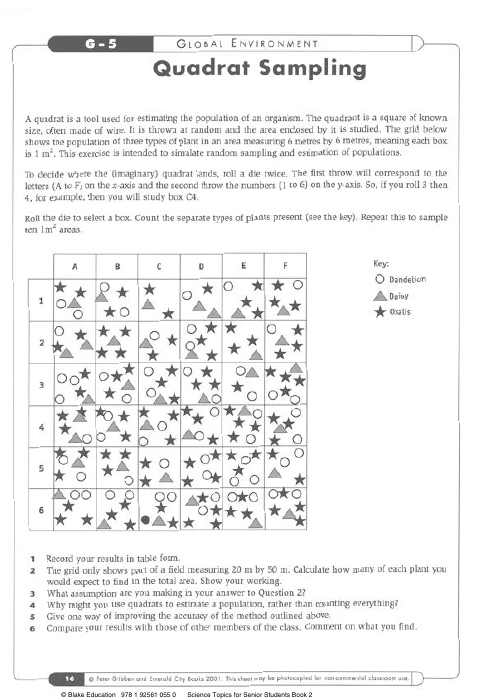 G-5
GLOBAL ENVIRONMENT
Quadrat Sampling
A quadrat is a tool used for estimating the population of an organism. The quadrant is a square of known
size, often made of wire. It is thrown at random and the area enclosed by it is studied. The grid below
shows the population of three types of plant in an area measuring 6 metres by 6 metres, meaning each box
is 1 m². This exercise is intended to simulate random sampling and estimation of populations.
To decide where the (imaginary) quadrat lands, roll a die twice. The first throw will correspond to the
letters (A to F) on the x-axis and the second throw the numbers (1 to 6) on the y-axis. So, if you roll 3 then
4, for example, then you will study box C4.
Roll the die to select a box. Count the separate types of plants present (see the key). Repeat this to sample
ten 1m² areas.
A B C D E F
Key:
Dandelion
Daisy
Oxalis
1
2
3
4
5
6
1 Record your results in table form.
2 The grid only shows part of a field measuring 20 m by 50 m. Calculate how many of each plant you
would expect to find in the total area. Show your working.
3 What assumption are you making in your answer to Question 2?
4 Why might you use quadrats to estimate a population, rather than counting everything?
5 Give one way of improving the accuracy of the method outlined above.
6 Compare your results with those of other members of the class. Comment on what you find.
14 © Peter Gribben and Emerald City Books 2001. This sheet may be photocopied for non-commercial classroom use.
© Blake Education 978 1 92561 055 0 Science Topics for Senior Students Book 2